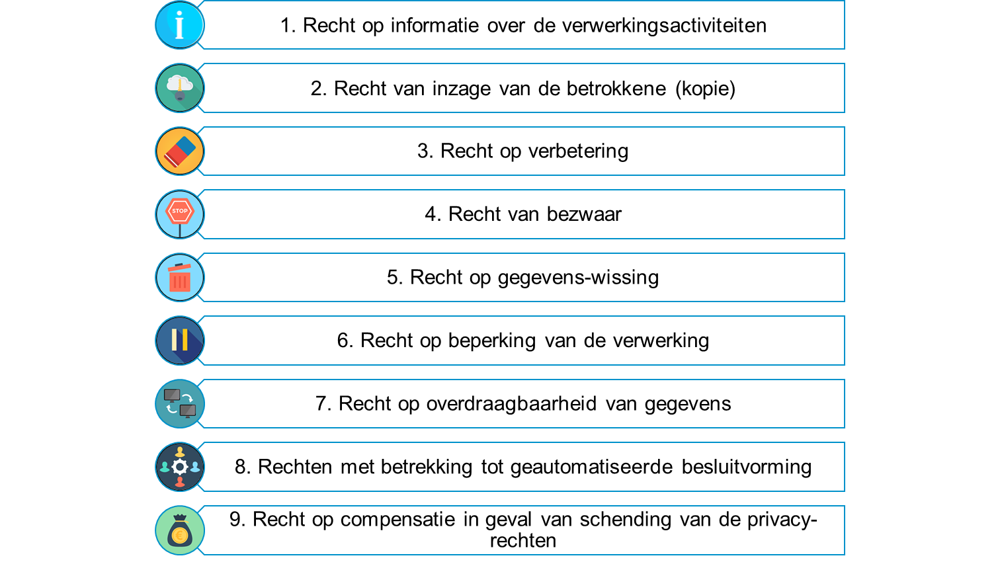 1. Recht op informatie over de verwerkingsactiviteiten
2. Recht van inzage van de betrokkene (kopie)
3. Recht op verbetering
STOP
4. Recht van bezwaar
5. Recht op gegevens-wissing
6. Recht op beperking van de verwerking
7. Recht op overdraagbaarheid van gegevens
8. Rechten met betrekking tot geautomatiseerde besluitvorming
9. Recht op compensatie in geval van schending van de privacy-
rechten